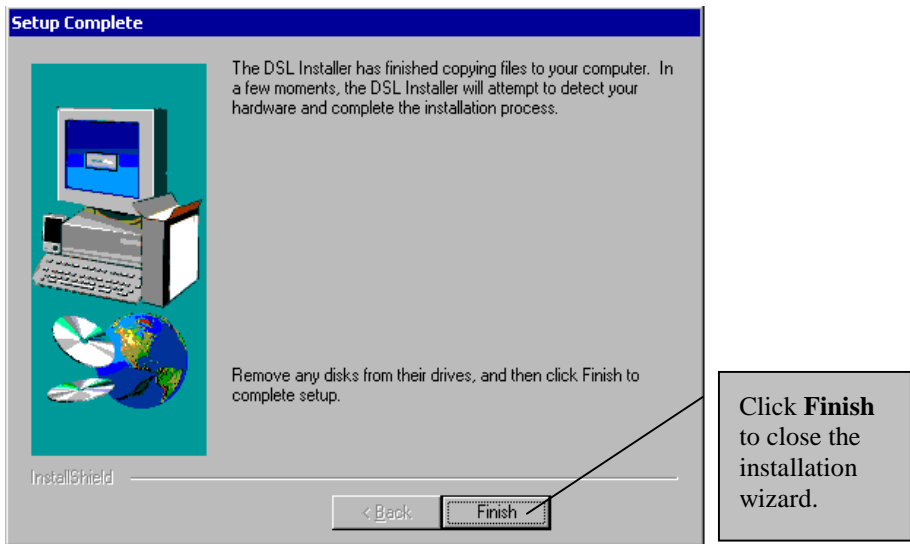 Setup Complete
The DSL Installer has finished copying files to your computer. In
a few moments, the DSL Installer will attempt to detect your
hardware and complete the installation process.
Remove any disks from their drives, and then click Finish to
complete setup.
InstallShield
< Back
Finish
Click Finish
to close the
installation
wizard.